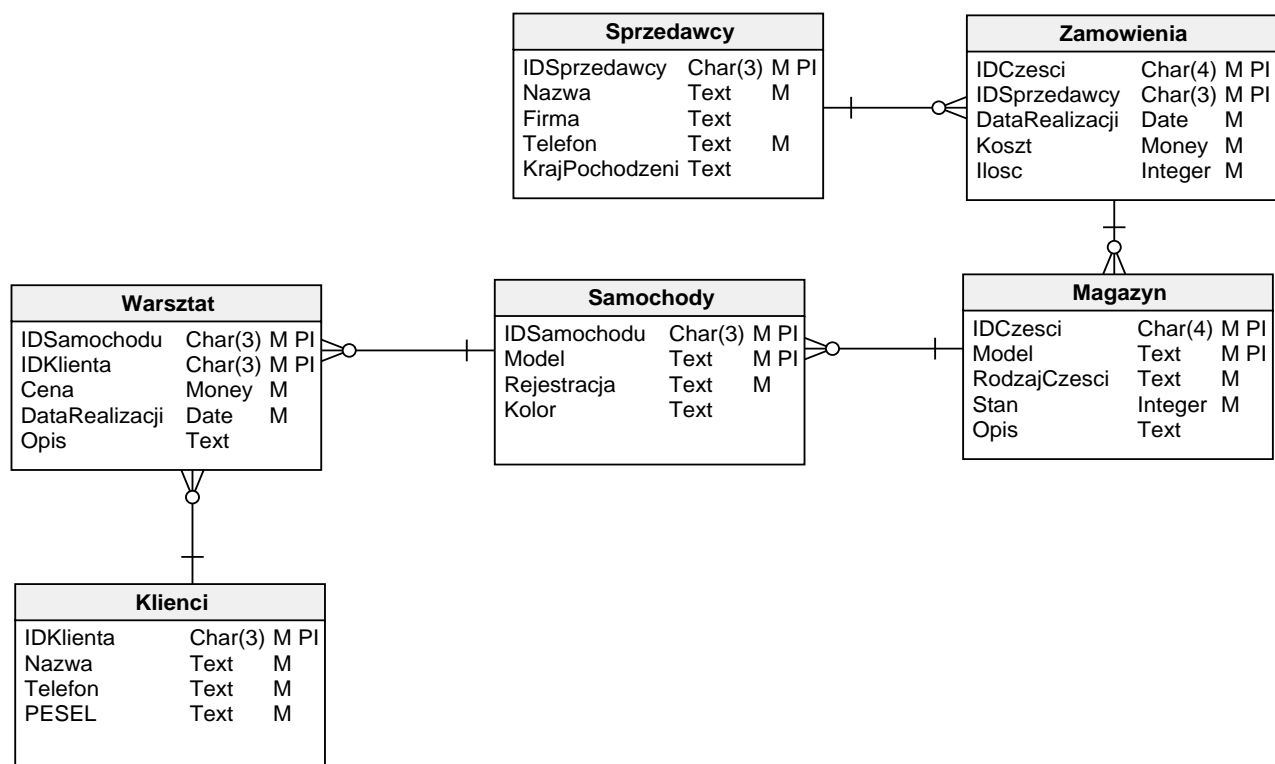 Sprzedawcy
IDSprzedawcy Char(3) M PI
Nazwa Text M
Firma Text
Telefon Text M
KrajPochodzeni Text
Zamowienia
IDCzesci Char(4) M PI
IDSprzedawcy Char(3) M PI
DataRealizacji Date M
Koszt Money M
Ilosc Integer M
Warsztat
IDSamochodu Char(3) M PI
IDKlienta Char(3) M PI
Cena Money M
DataRealizacji Date M
Opis Text
Samochody
IDSamochodu Char(3) M PI
Model Text M PI
Rejestracja Text M
Kolor Text
Magazyn
IDCzesci Char(4) M PI
Model Text M PI
RodzajCzesci Text M
Stan Integer M
Opis Text
Klienci
IDKlienta Char(3) M PI
Nazwa Text M
Telefon Text M
PESEL Text M